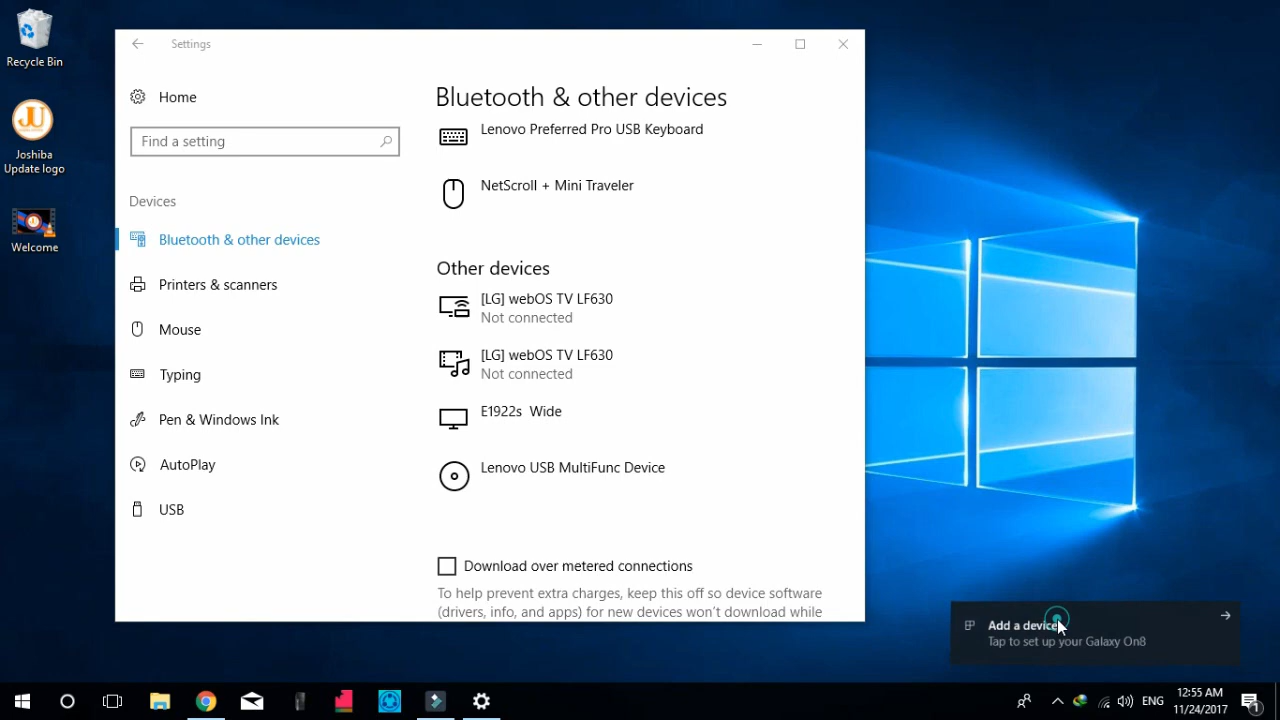 Recycle Bin
JU
Joshiba
Update logo
Welcome
Settings
Home
Find a setting
Devices
Bluetooth & other devices
Printers & scanners
Mouse
Typing
Pen & Windows Ink
AutoPlay
USB
Bluetooth & other devices
Lenovo Preferred Pro USB Keyboard
NetScroll + Mini Traveler
Other devices
[LG] webOS TV LF630
Not connected
[LG] webOS TV LF630
Not connected
E1922s Wide
Lenovo USB MultiFunc Device
Download over metered connections
To help prevent extra charges, keep this off so device software
(drivers, info, and apps) for new devices won't download while
Add a device
Tap to set up your Galaxy On8
ENG
12:55 AM
11/24/2017
1